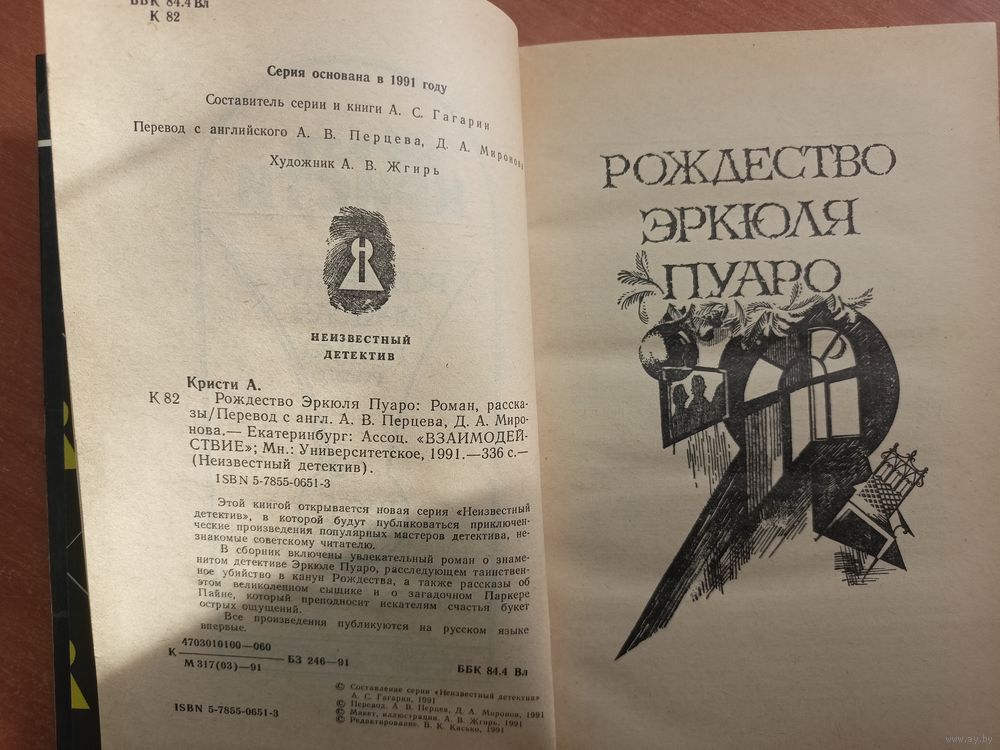 ББК 84.4 Вл
К 82
Серия основана в 1991 году
Составитель серии и книги А. С. Гагарин
Перевод с английского А. В. Перцева, Д. А. Миронова
Художник А. В. Жгирь
НЕИЗВЕСТНЫЙ
ДЕТЕКТИВ
Кристи А.
К 82 Рождество Эркюля Пуаро: Роман, расска-
зы/Перевод с англ. А. В. Перцева, Д. А. Миро-
нова.— Екатеринбург: Ассоц. «ВЗАИМОДЕЙ-
СТВИЕ»; Мн.: Университетское, 1991.—336 с.—
(Неизвестный детектив).
ISBN 5-7855-0651-3
Этой книгой открывается новая серия «Неизвестный
детектив», в которой будут публиковаться приключен-
ческие произведения популярных мастеров детектива, не-
знакомые советскому читателю.
В сборник включены увлекательный роман о знаме-
нитом детективе Эркюле Пуаро, расследующем таинствен-
ное убийство в канун Рождества, а также рассказы об
этом великолепном сыщике и о загадочном Паркере
Пайне, который преподносит искателям счастья букет
острых ощущений.
Все произведения публикуются на русском языке
впервые.
4703010100—060
К БЗ 246—91
М 317(03)—91
ББК 84.4 Вл
© Составление серии «Неизвестный детектив»
А. С. Гагарин, 1991
© Перевод. А. В. Перцев, Д. А. Миронов, 1991
© Макет, иллюстрации. А. В. Жгирь, 1991
© Редактирование. В. К. Касько, 1991
ISBN 5-7855-0651-3
РОЖДЕСТВО
ЭРКЮЛЯ
ПУАРО
www.ay.by